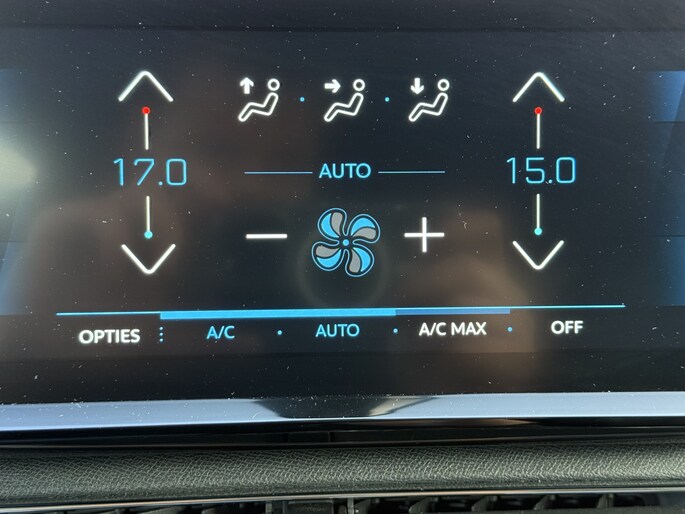 17.0 AUTO 15.0
OPTIES A/C AUTO A/C MAX OFF